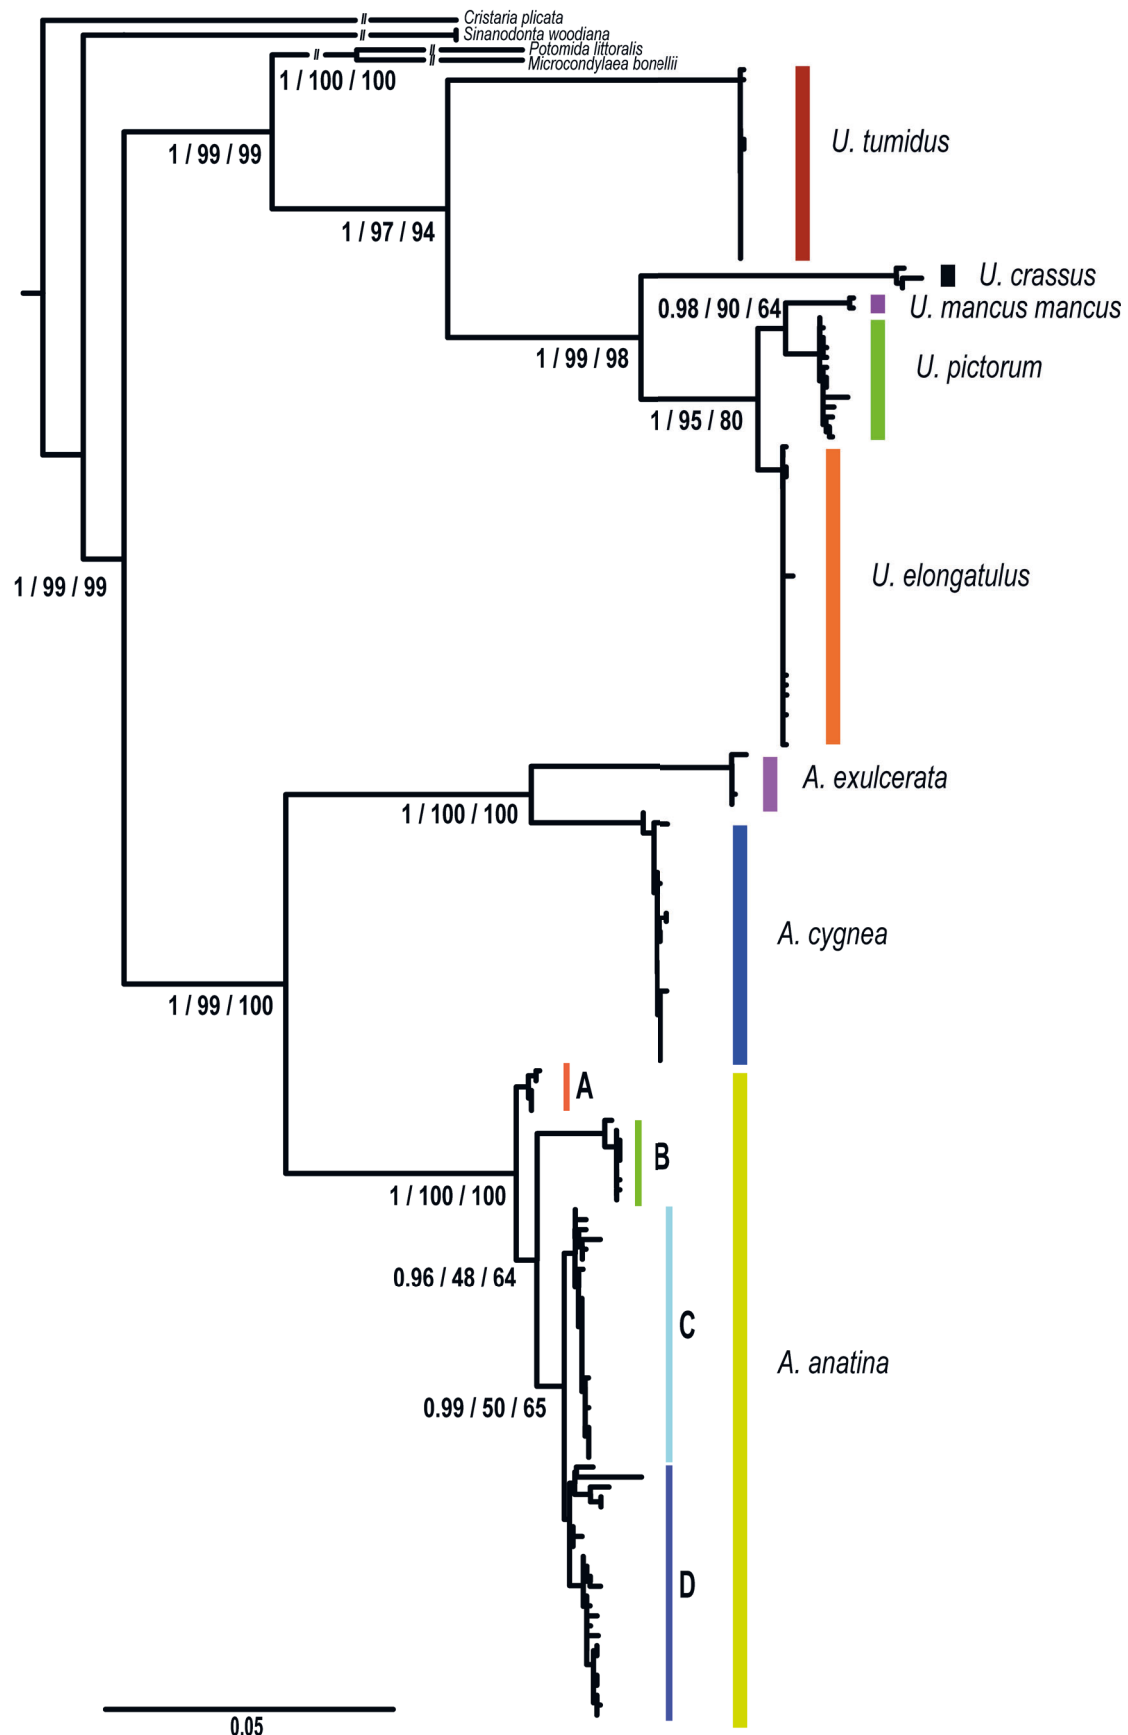 Cristaria plicata
Sinanodonta woodiana
Potomida littoralis
Microcondylaea bonellii
1 / 100 / 100
U. tumidus
1 / 99 / 99
1 / 97 / 94
U. crassus
0.98 / 90 / 64
U. mancus mancus
1 / 99 / 98
U. pictorum
1 / 95 / 80
U. elongatulus
1 / 99 / 99
A. exulcerata
1 / 100 / 100
A. cygnea
1 / 99 / 100
A
B
1 / 100 / 100
0.96 / 48 / 64
C
A. anatina
0.99 / 50 / 65
D
0.05